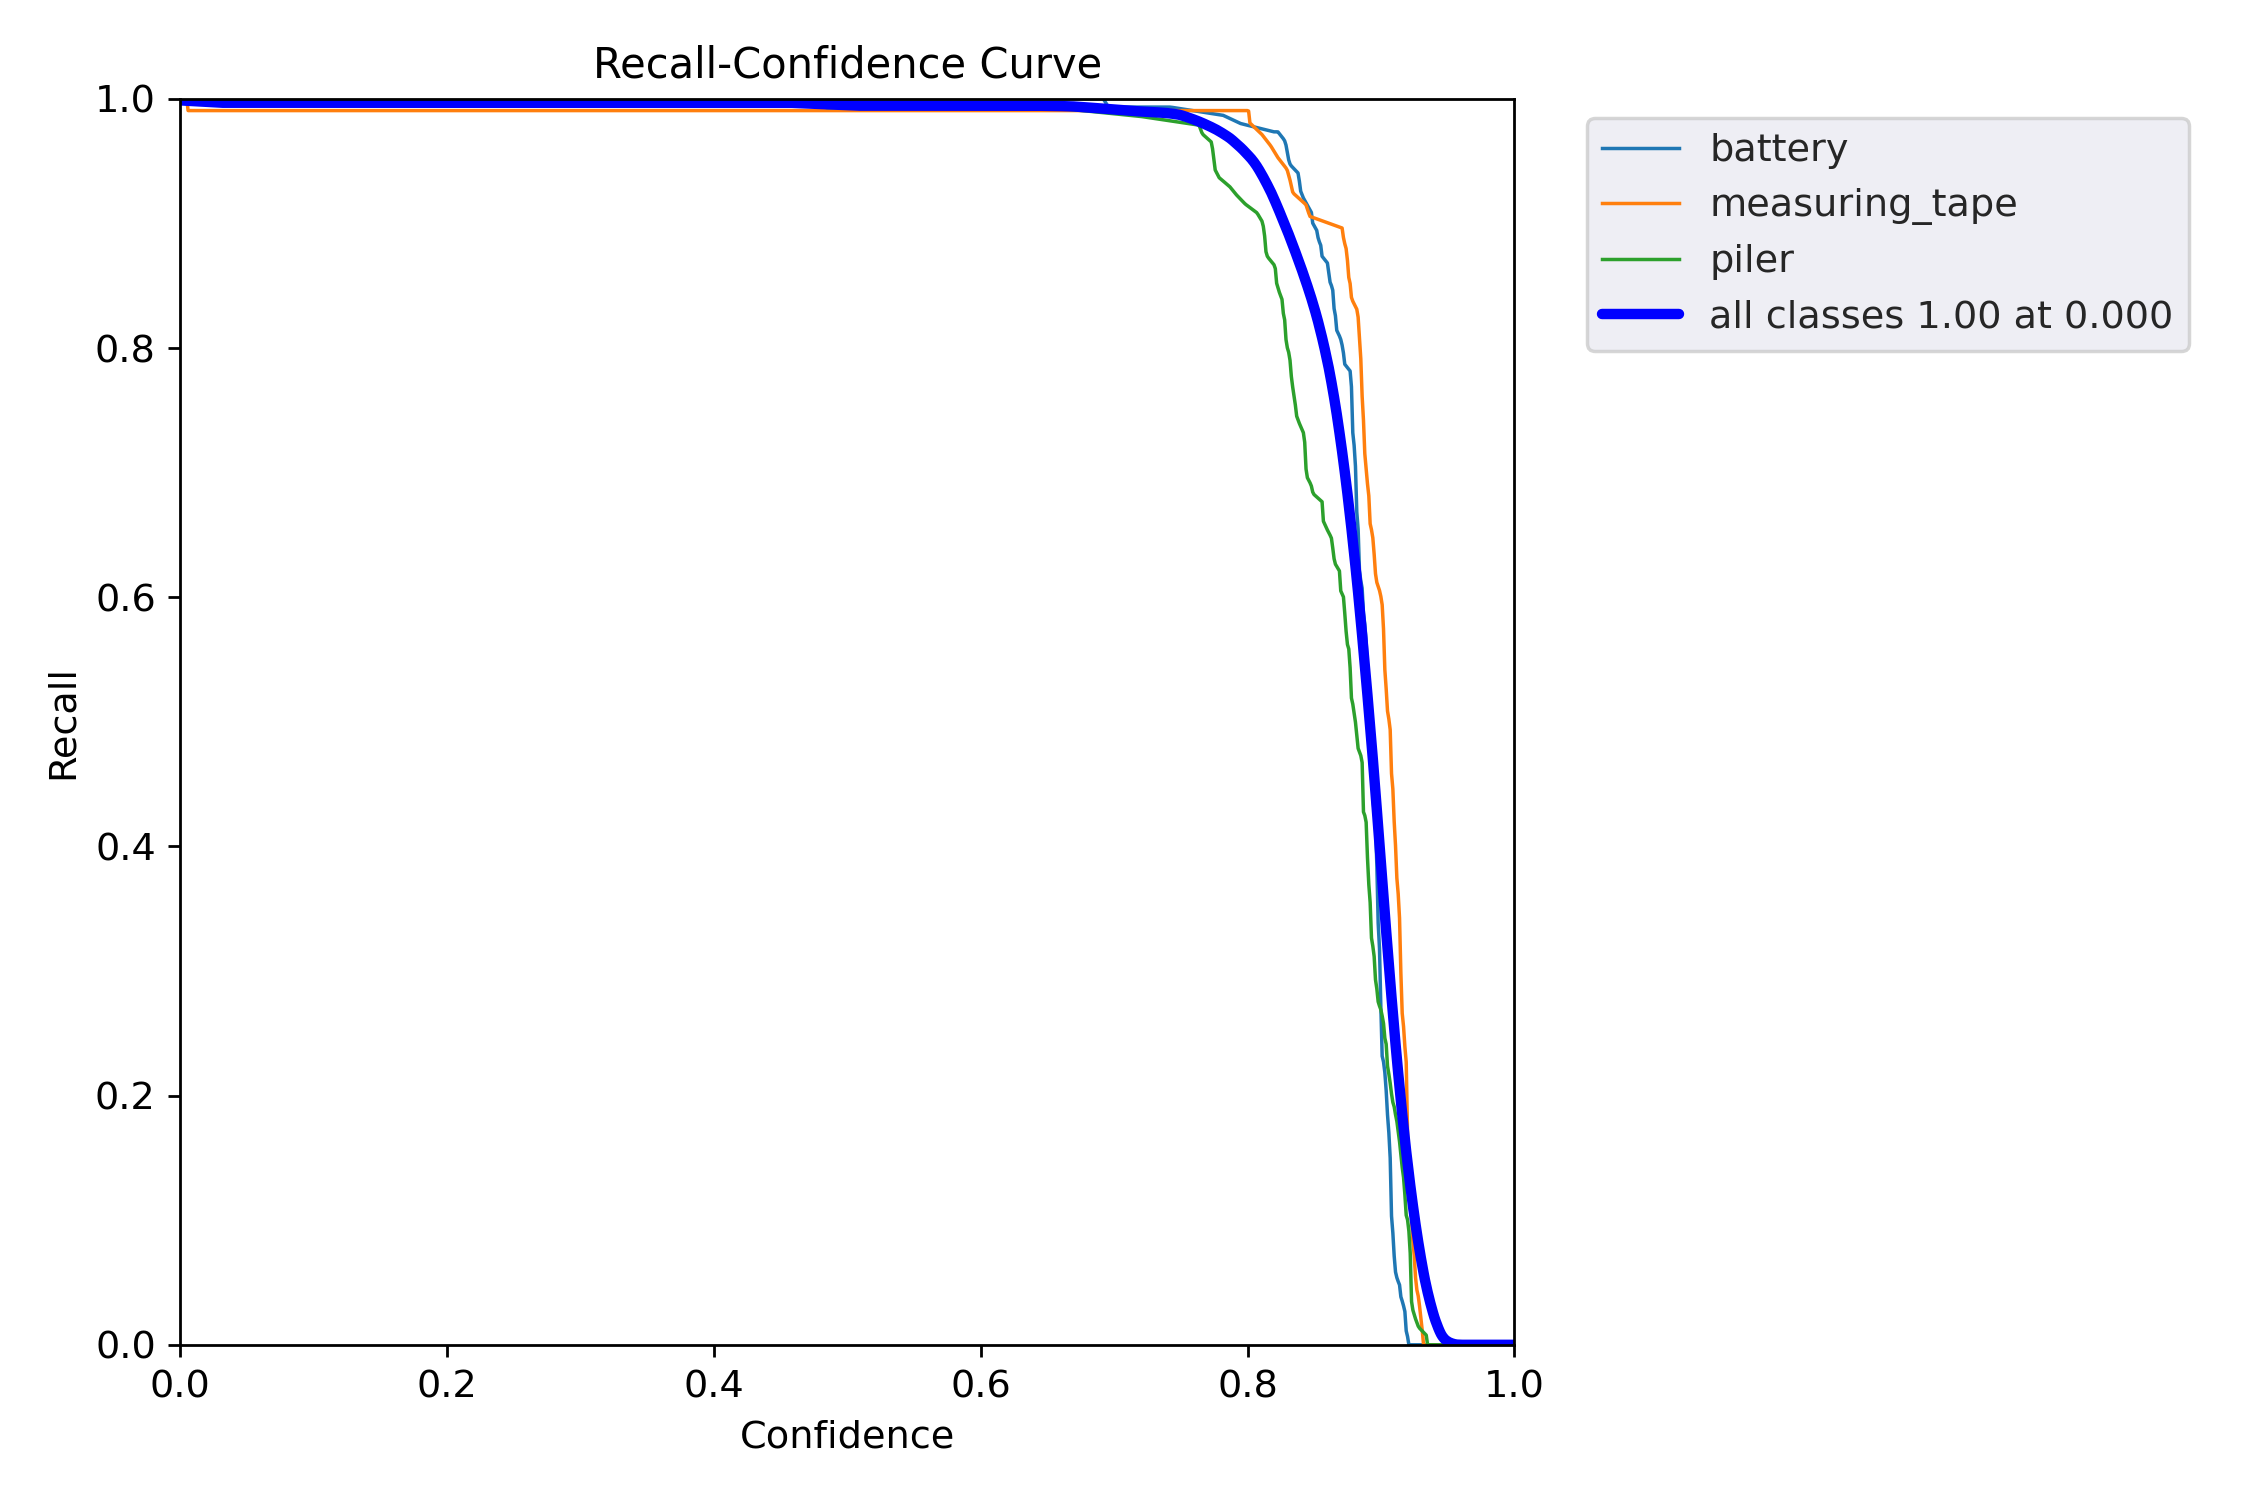 Recall-Confidence Curve
1.0
0.8
0.6
0.4
0.2
0.0
Recall
0.0 0.2 0.4 0.6 0.8 1.0
Confidence
battery
measuring_tape
piler
all classes 1.00 at 0.000